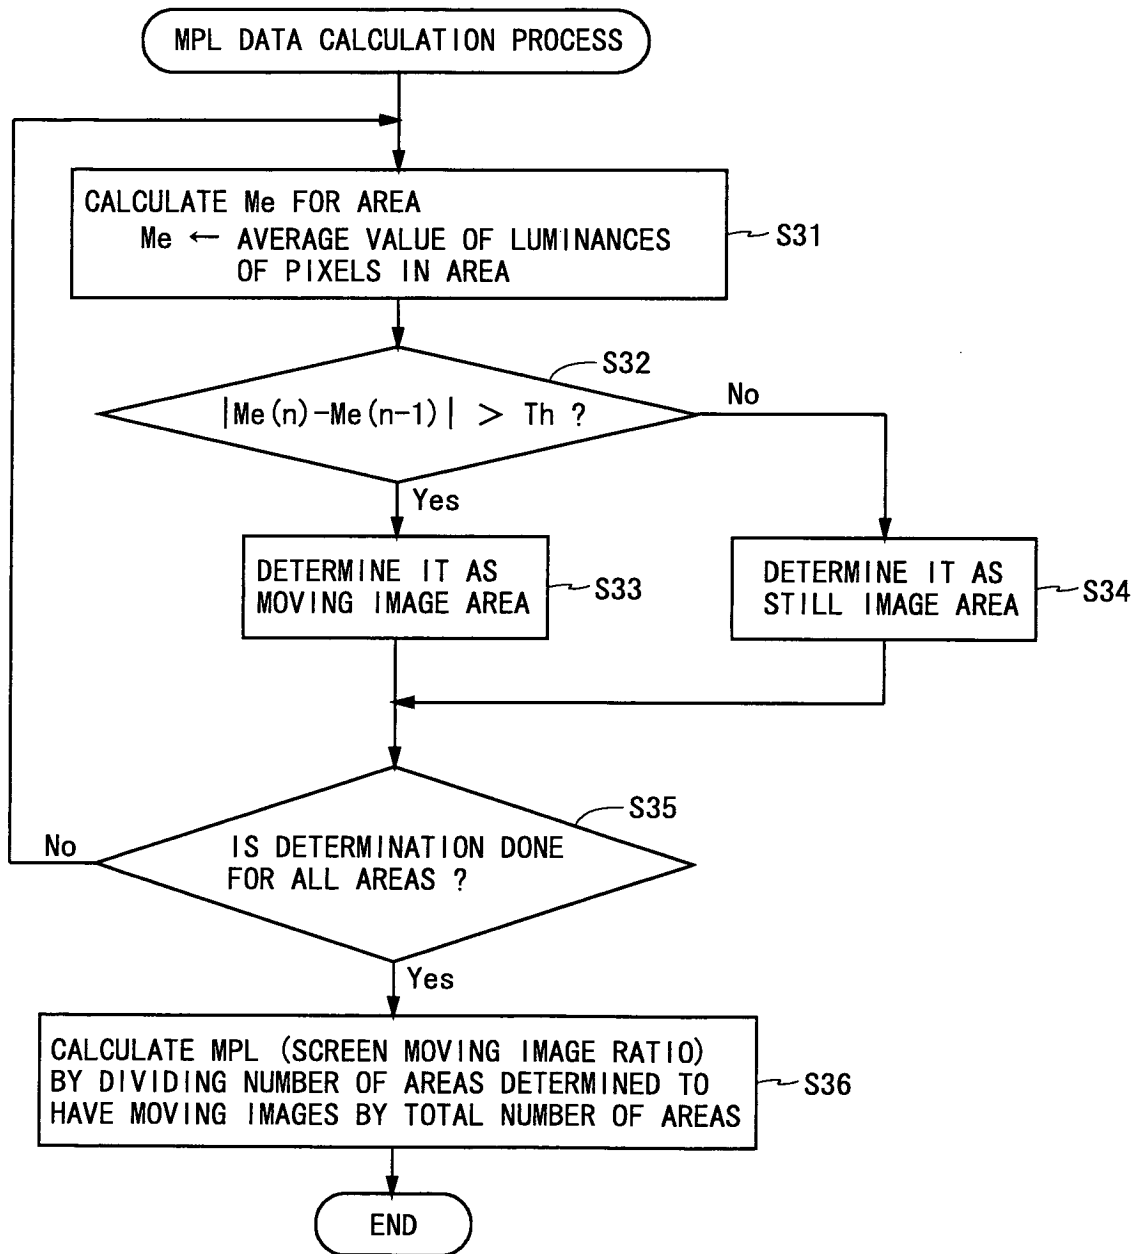 MPL DATA CALCULATION PROCESS
CALCULATE Me FOR AREA
Me ← AVERAGE VALUE OF LUMINANCES
OF PIXELS IN AREA
S31
S32
|Me(n)-Me(n-1)| > Th ?
No
Yes
DETERMINE IT AS
MOVING IMAGE AREA
S33
DETERMINE IT AS
STILL IMAGE AREA
S34
S35
No
IS DETERMINATION DONE
FOR ALL AREAS ?
Yes
CALCULATE MPL (SCREEN MOVING IMAGE RATIO)
BY DIVIDING NUMBER OF AREAS DETERMINED TO
HAVE MOVING IMAGES BY TOTAL NUMBER OF AREAS
S36
END